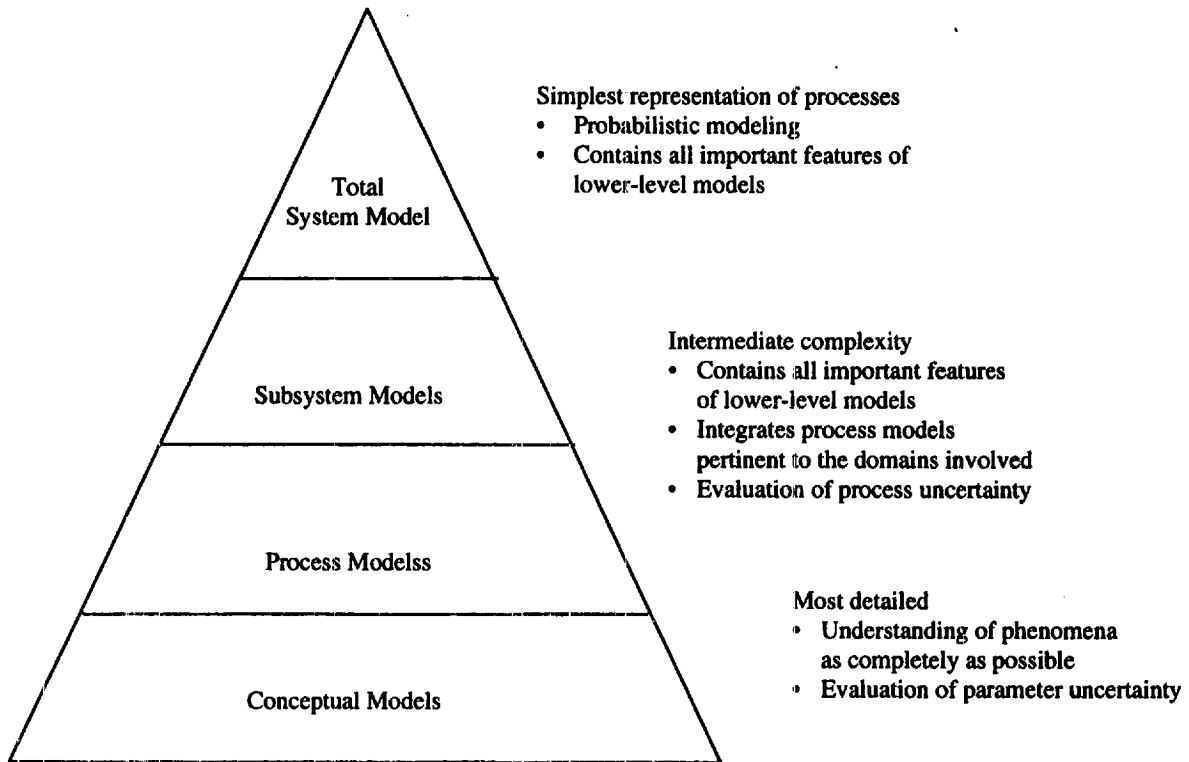 Simplest representation of processes
• Probabilistic modeling
• Contains all important features of
lower-level models
Total
System Model
Intermediate complexity
• Contains all important features
of lower-level models
• Integrates process models
pertinent to the domains involved
• Evaluation of process uncertainty
Subsystem Models
Process Modelss
Most detailed
• Understanding of phenomena
as completely as possible
• Evaluation of parameter uncertainty
Conceptual Models